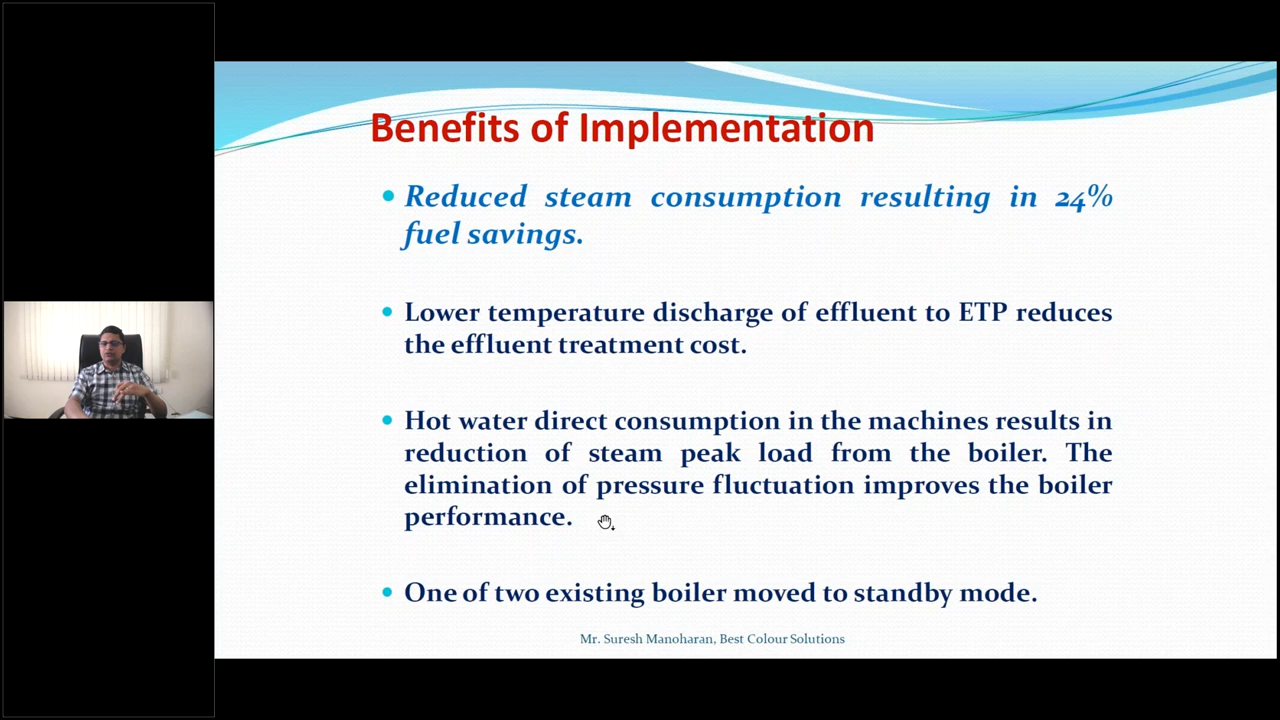 Benefits of Implementation
Reduced steam consumption resulting in 24%
fuel savings.
Lower temperature discharge of effluent to ETP reduces
the effluent treatment cost.
Hot water direct consumption in the machines results in
reduction of steam peak load from the boiler. The
elimination of pressure fluctuation improves the boiler
performance.
One of two existing boiler moved to standby mode.
Mr. Suresh Manoharan, Best Colour Solutions